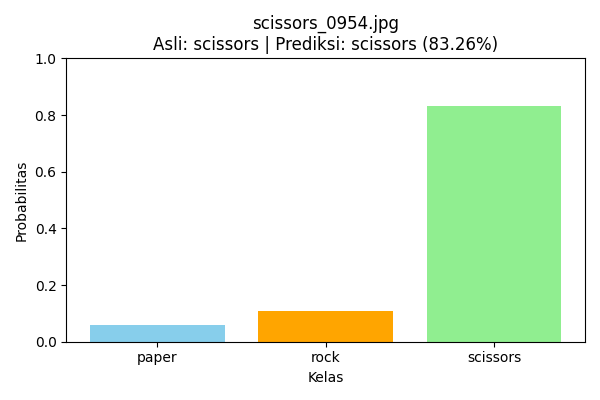 scissors_0954.jpg
Asli: scissors | Prediksi: scissors (83.26%)
1.0
0.8
0.6
0.4
0.2
0.0
Probabilitas
paper
rock
scissors
Kelas